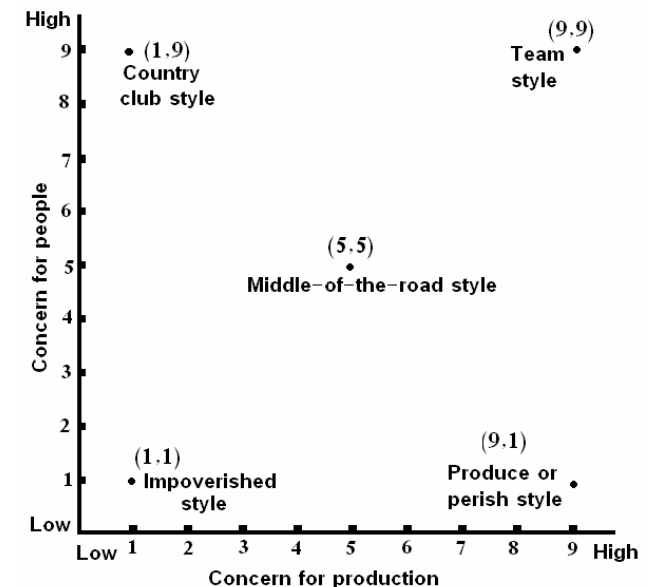 High
9
(1,9)
Country
club style
(9,9)
Team
style
8
7
6
5
4
3
2
1
Concern for people
(5,5)
Middle-of-the-road style
(1,1)
Impoverished
style
(9,1)
Produce or
perish style
Low
Low 1 2 3 4 5 6 7 8 9 High
Concern for production